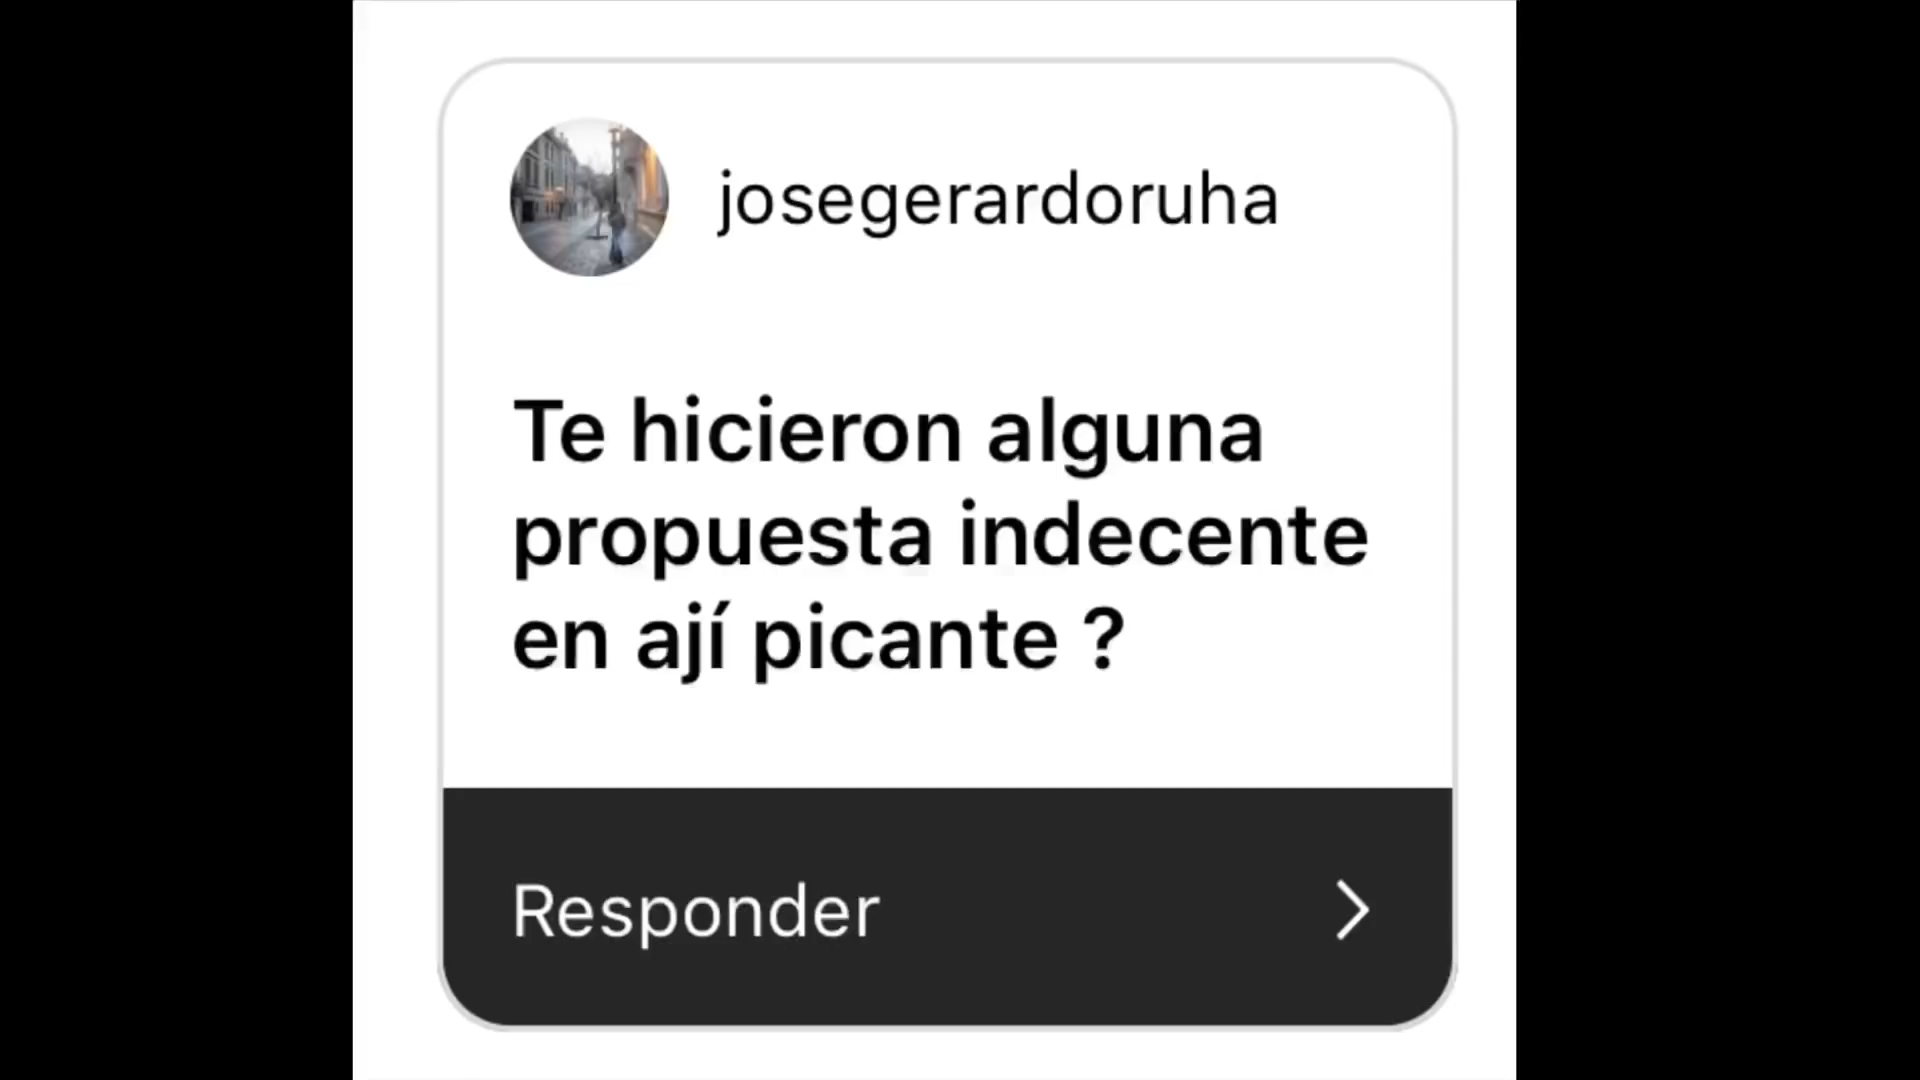 josegerardoruha
Te hicieron alguna
propuesta indecente
en ají picante ?
Responder